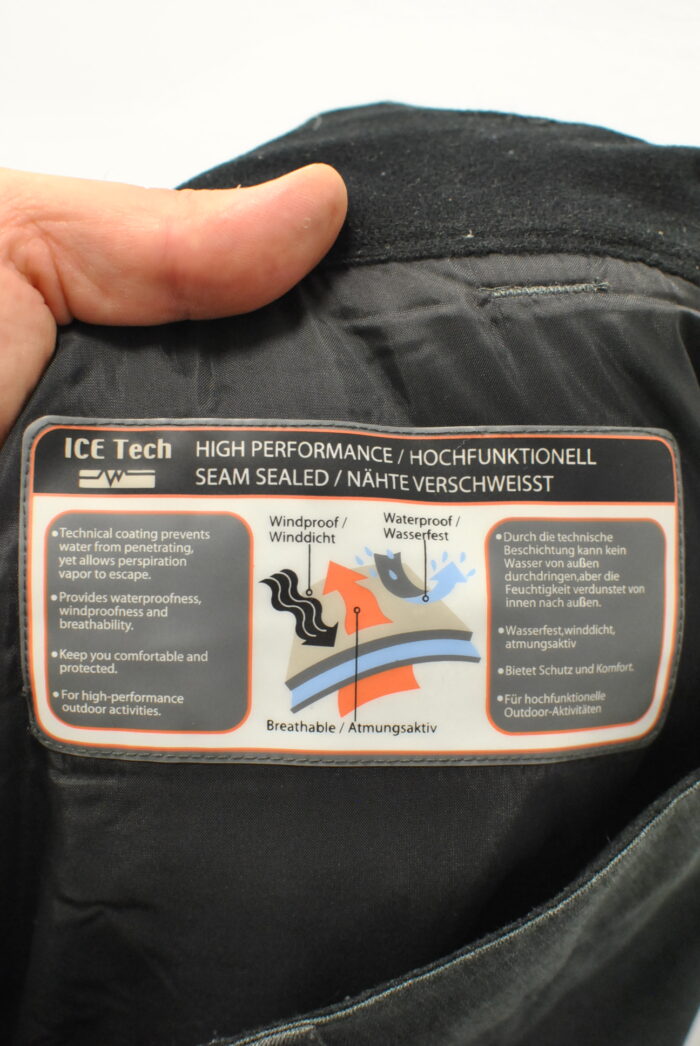 ICE Tech
HIGH PERFORMANCE / HOCHFUNKTIONELL
SEAM SEALED / NÄHTE VERSCHWEISST
• Technical coating prevents
water from penetrating,
yet allows perspiration
vapor to escape.
• Provides waterproofness,
windproofness and
breathability.
• Keep you comfortable and
protected.
• For high-performance
outdoor activities.
Windproof /
Winddicht
Waterproof /
Wasserfest
Breathable / Atmungsaktiv
• Durch die technische
Beschichtung kann kein
Wasser von außen
durchdringen,aber die
Feuchtigkeit verdunstet von
innen nach außen.
• Wasserfest,winddicht,
atmungsaktiv
• Bietet Schutz und Komfort.
• Für hochfunktionelle
Outdoor-Aktivitäten